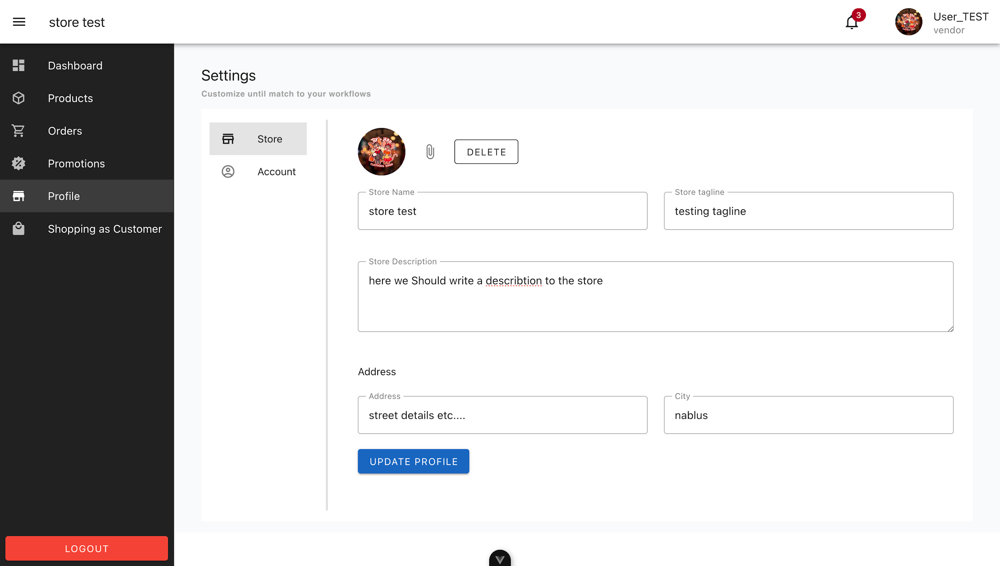 store test
3
User_TEST
vendor
Dashboard
Products
Orders
Promotions
Profile
Shopping as Customer
LOGOUT
Settings
Customize until match to your workflows
Store
Account
CLOTHING SHOP
DELETE
Store Name
store test
Store tagline
testing tagline
Store Description
here we Should write a describtion to the store
Address
Address
street details etc....
City
nablus
UPDATE PROFILE